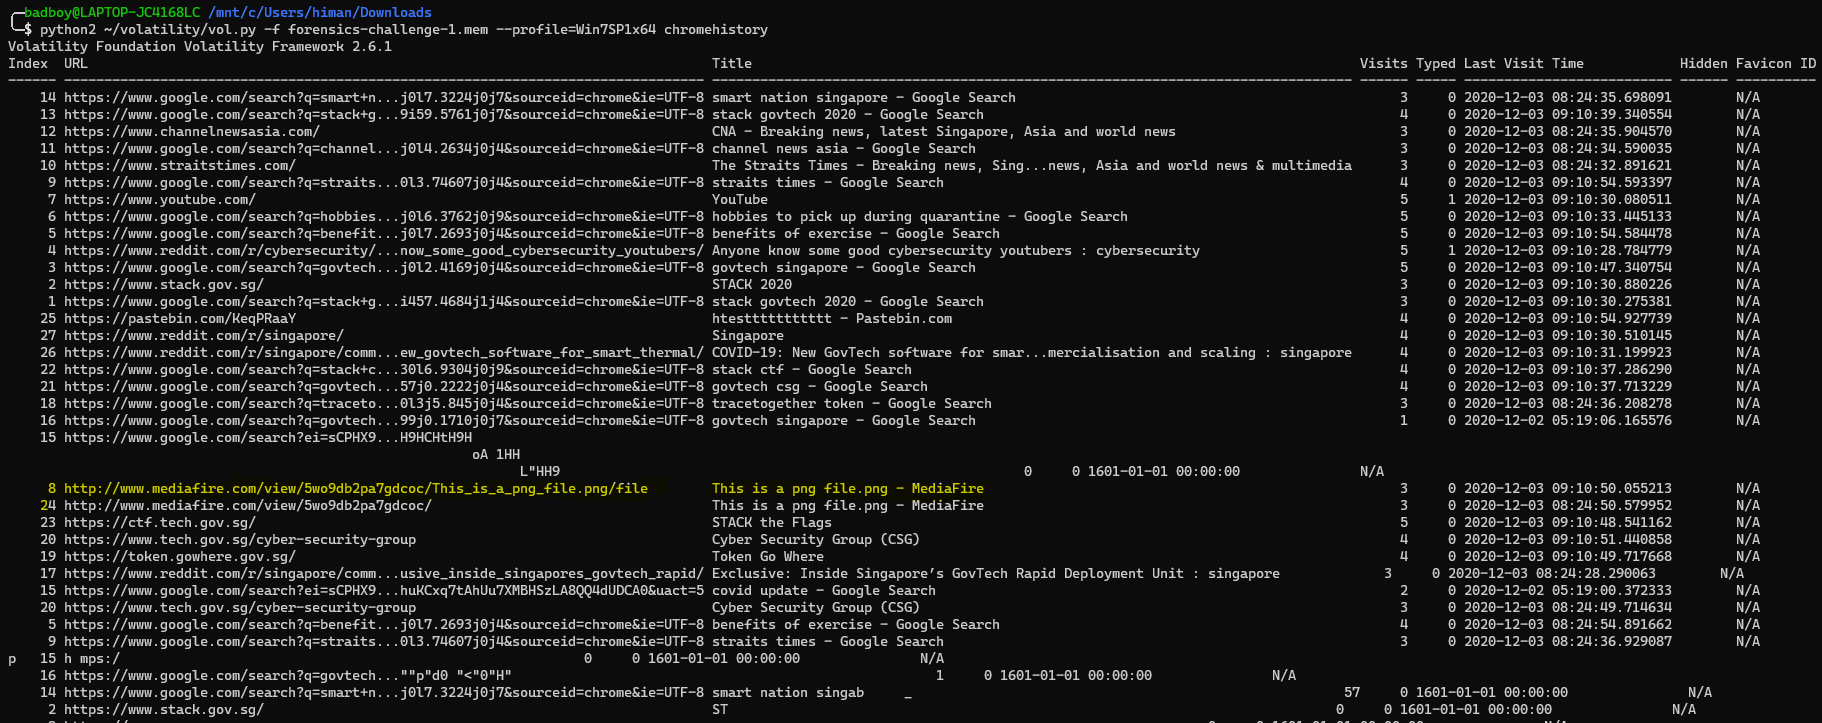 badboy@LAPTOP-JC4168LC /mnt/c/Users/himan/Downloads
$ python2 ~/volatility/vol.py -f forensics-challenge-1.mem --profile=Win7SP1x64 chromehistory
Volatility Foundation Volatility Framework 2.6.1
Index URL Title Visits Typed Last Visit Time Hidden Favicon ID
14 https://www.google.com/search?q=smart+n...j0l7.3224j0j7&sourceid=chrome&ie=UTF-8 smart nation singapore - Google Search 3 0 2020-12-03 08:24:35.698091 N/A
13 https://www.google.com/search?q=stack+g...9i59.5761j0j7&sourceid=chrome&ie=UTF-8 stack govtech 2020 - Google Search 4 0 2020-12-03 09:10:39.340554 N/A
12 https://www.channelnewsasia.com/ CNA - Breaking news, latest Singapore, Asia and world news 3 0 2020-12-03 08:24:35.904570 N/A
11 https://www.google.com/search?q=channel...j0l4.2634j0j4&sourceid=chrome&ie=UTF-8 channel news asia - Google Search 3 0 2020-12-03 08:24:34.590035 N/A
10 https://www.straitstimes.com/ The Straits Times - Breaking news, Sing...news, Asia and world news & multimedia 3 0 2020-12-03 08:24:32.891621 N/A
9 https://www.google.com/search?q=straits...0l3.74607j0j4&sourceid=chrome&ie=UTF-8 straits times - Google Search 4 0 2020-12-03 09:10:54.593397 N/A
7 https://www.youtube.com/ YouTube 5 1 2020-12-03 09:10:30.080511 N/A
6 https://www.google.com/search?q=hobbies...j0l6.3762j0j9&sourceid=chrome&ie=UTF-8 hobbies to pick up during quarantine - Google Search 5 0 2020-12-03 09:10:33.445133 N/A
5 https://www.google.com/search?q=benefit...j0l7.2693j0j4&sourceid=chrome&ie=UTF-8 benefits of exercise - Google Search 5 0 2020-12-03 09:10:54.584478 N/A
4 https://www.reddit.com/r/cybersecurity/...now_some_good_cybersecurity_youtubers/ Anyone know some good cybersecurity youtubers : cybersecurity 5 1 2020-12-03 09:10:28.784779 N/A
3 https://www.google.com/search?q=govtech...j0l2.4169j0j4&sourceid=chrome&ie=UTF-8 govtech singapore - Google Search 5 0 2020-12-03 09:10:47.340754 N/A
2 https://www.stack.gov.sg/ STACK 2020 3 0 2020-12-03 09:10:30.880226 N/A
1 https://www.google.com/search?q=stack+g...i457.4684j1j4&sourceid=chrome&ie=UTF-8 stack govtech 2020 - Google Search 3 0 2020-12-03 09:10:30.275381 N/A
25 https://pastebin.com/KeqPRaaY htesttttttttttt - Pastebin.com 4 0 2020-12-03 09:10:54.927739 N/A
27 https://www.reddit.com/r/singapore/ Singapore 4 0 2020-12-03 09:10:30.510145 N/A
26 https://www.reddit.com/r/singapore/comm...ew_govtech_software_for_smart_thermal/ COVID-19: New GovTech software for smar...mercialisation and scaling : singapore 4 0 2020-12-03 09:10:31.199923 N/A
22 https://www.google.com/search?q=stack+c...30l6.9304j0j9&sourceid=chrome&ie=UTF-8 stack ctf - Google Search 4 0 2020-12-03 09:10:37.286290 N/A
21 https://www.google.com/search?q=govtech...57j0.2222j0j4&sourceid=chrome&ie=UTF-8 govtech csg - Google Search 4 0 2020-12-03 09:10:37.713229 N/A
18 https://www.google.com/search?q=traceto...0l3j5.845j0j4&sourceid=chrome&ie=UTF-8 tracetogether token - Google Search 3 0 2020-12-03 08:24:36.208278 N/A
16 https://www.google.com/search?q=govtech...99j0.1710j0j7&sourceid=chrome&ie=UTF-8 govtech singapore - Google Search 1 0 2020-12-02 05:19:06.165576 N/A
15 https://www.google.com/search?ei=sCPHX9...H9HCHtH9H
oA 1HH
L"HH9 0 0 1601-01-01 00:00:00 N/A
8 http://www.mediafire.com/view/5wo9db2pa7gdcoc/This_is_a_png_file.png/file This is a png file.png - MediaFire 3 0 2020-12-03 09:10:50.055213 N/A
24 http://www.mediafire.com/view/5wo9db2pa7gdcoc/ This is a png file.png - MediaFire 3 0 2020-12-03 08:24:50.579952 N/A
23 https://ctf.tech.gov.sg/ STACK the Flags 5 0 2020-12-03 09:10:48.541162 N/A
20 https://www.tech.gov.sg/cyber-security-group Cyber Security Group (CSG) 4 0 2020-12-03 09:10:51.440858 N/A
19 https://token.gowhere.gov.sg/ Token Go Where 4 0 2020-12-03 09:10:49.717668 N/A
17 https://www.reddit.com/r/singapore/comm...usive_inside_singapores_govtech_rapid/ Exclusive: Inside Singapore’s GovTech Rapid Deployment Unit : singapore 3 0 2020-12-03 08:24:28.290063 N/A
15 https://www.google.com/search?ei=sCPHX9...huKCxq7tAhUu7XMBHSzLA8QQ4dUDCA0&uact=5 covid update - Google Search 2 0 2020-12-02 05:19:00.372333 N/A
20 https://www.tech.gov.sg/cyber-security-group Cyber Security Group (CSG) 3 0 2020-12-03 08:24:49.714634 N/A
5 https://www.google.com/search?q=benefit...j0l7.2693j0j4&sourceid=chrome&ie=UTF-8 benefits of exercise - Google Search 4 0 2020-12-03 08:24:54.891662 N/A
9 https://www.google.com/search?q=straits...0l3.74607j0j4&sourceid=chrome&ie=UTF-8 straits times - Google Search 3 0 2020-12-03 08:24:36.929087 N/A
p 15 h mps:/ 0 0 1601-01-01 00:00:00 N/A
16 https://www.google.com/search?q=govtech...""p"d0 "<"0"H" 1 0 1601-01-01 00:00:00 N/A
14 https://www.google.com/search?q=smart+n...j0l7.3224j0j7&sourceid=chrome&ie=UTF-8 smart nation singab _ 57 0 1601-01-01 00:00:00 N/A
2 https://www.stack.gov.sg/ ST 0 0 1601-01-01 00:00:00 N/A